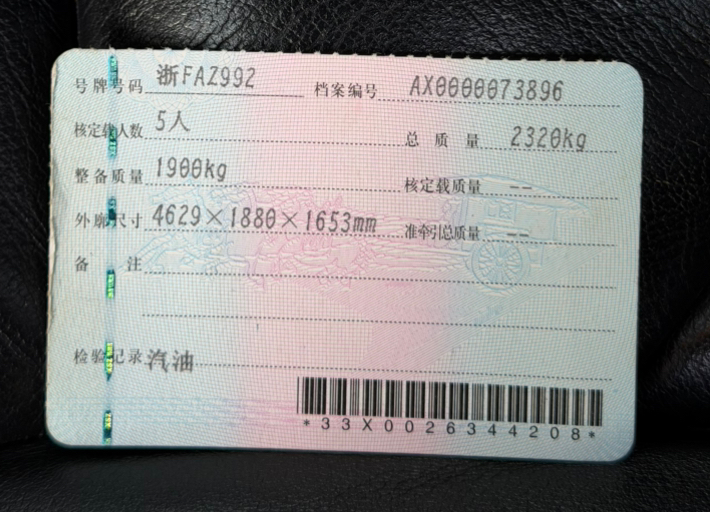 号牌号码 浙FAZ992 档案编号 AX0000073896
核定载人数 5人 总质量 2320kg
整备质量 1900kg 核定载质量 --
外廓尺寸 4629×1880×1653mm 准牵引总质量 --
备注
检验记录 汽油
*33X0026344208*